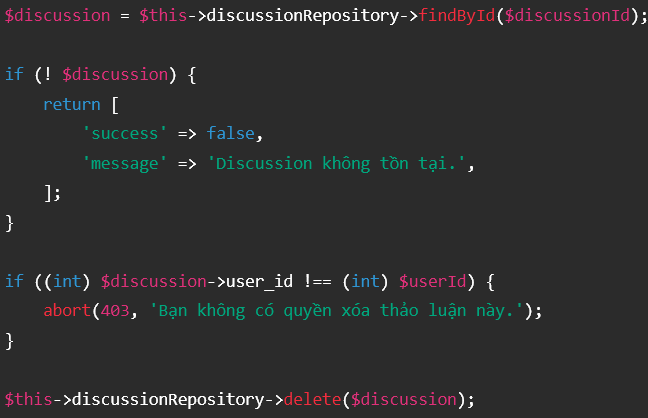 $discussion = $this->discussionRepository->findById($discussionId);
if (! $discussion) {
    return [
        'success' => false,
        'message' => 'Discussion không tồn tại.',
    ];
}
if ((int) $discussion->user_id !== (int) $userId) {
    abort(403, 'Bạn không có quyền xóa thảo luận này.');
}
$this->discussionRepository->delete($discussion);